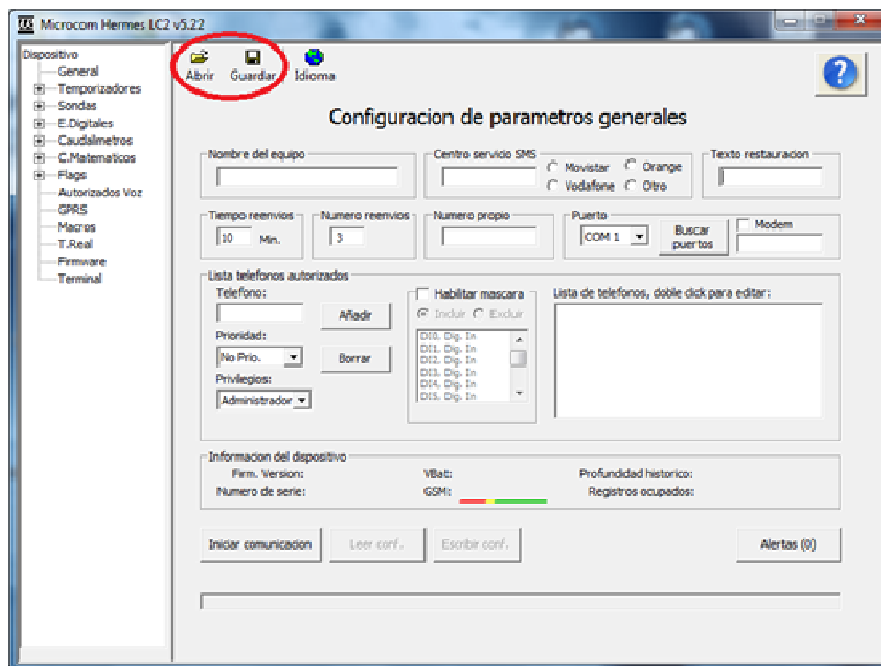 Microcom Hermes LC2 v5.22
Dispositivo
General
Temporizadores
Sondas
E.Digitales
Caudalmetros
C.Matematicos
Flags
Autorizados Voz
GPRS
Macros
T.Real
Firmware
Terminal
Abrir Guardar Idioma
?
Configuracion de parametros generales
Nombre del equipo
Centro servicio SMS
Movistar Orange
Vodafone Otro
Texto restauracion
Tiempo reenvios
10 Min.
Numero reenvios
3
Numero propio
Puerto
COM 1
Buscar puertos
Modem
Lista telefonos autorizados
Telefono:
Añadir
Prioridad:
No Prio.
Borrar
Privilegios:
Administrador
Habilitar mascara
Incluir Excluir
DI0. Dig. In
DI1. Dig. In
DI2. Dig. In
DI3. Dig. In
DI4. Dig. In
DI5. Dig. In
Lista de telefonos, doble click para editar:
Informacion del dispositivo
Firm. Version: VBat: Profundidad historico:
Numero de serie: GSM: Registros ocupados:
Iniciar comunicacion Leer conf. Escribir conf. Alertas (0)